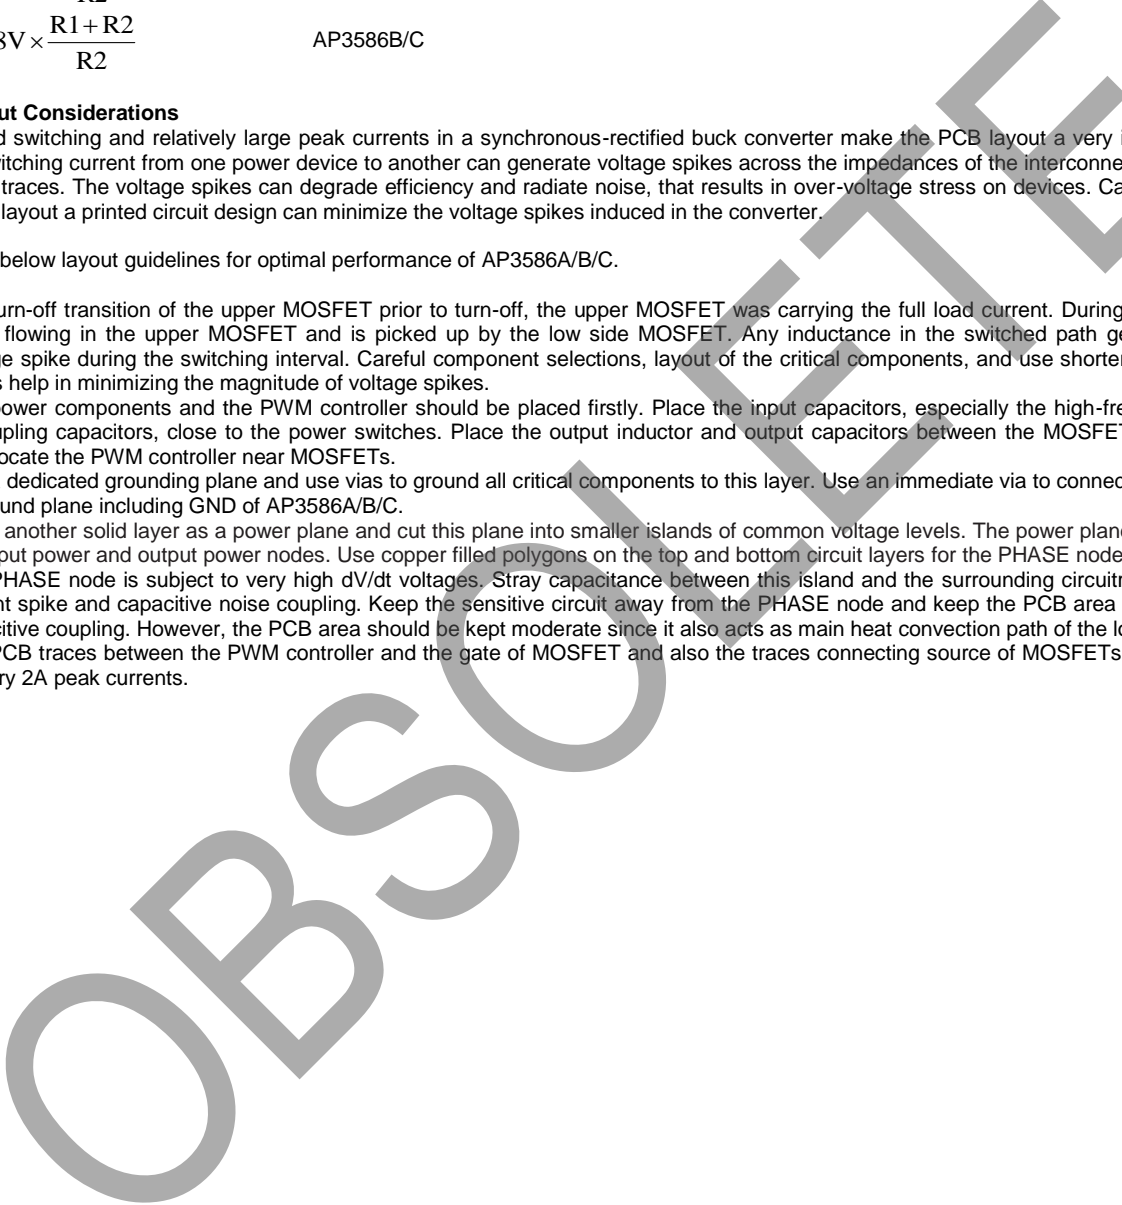 R2
8V × R1 + R2
R2
AP3586B/C
ut Considerations
d switching and relatively large peak currents in a synchronous-rectified buck converter make the PCB layout a very i
witching current from one power device to another can generate voltage spikes across the impedances of the interconne
traces. The voltage spikes can degrade efficiency and radiate noise, that results in over-voltage stress on devices. Ca
layout a printed circuit design can minimize the voltage spikes induced in the converter.
below layout guidelines for optimal performance of AP3586A/B/C.
urn-off transition of the upper MOSFET prior to turn-off, the upper MOSFET was carrying the full load current. During
flowing in the upper MOSFET and is picked up by the low side MOSFET. Any inductance in the switched path ge
ge spike during the switching interval. Careful component selections, layout of the critical components, and use shorter
s help in minimizing the magnitude of voltage spikes.
power components and the PWM controller should be placed firstly. Place the input capacitors, especially the high-fre
upling capacitors, close to the power switches. Place the output inductor and output capacitors between the MOSFET
ocate the PWM controller near MOSFETs.
dedicated grounding plane and use vias to ground all critical components to this layer. Use an immediate via to connec
und plane including GND of AP3586A/B/C.
another solid layer as a power plane and cut this plane into smaller islands of common voltage levels. The power plane
put power and output power nodes. Use copper filled polygons on the top and bottom circuit layers for the PHASE node
PHASE node is subject to very high dV/dt voltages. Stray capacitance between this island and the surrounding circuitr
nt spike and capacitive noise coupling. Keep the sensitive circuit away from the PHASE node and keep the PCB area
citive coupling. However, the PCB area should be kept moderate since it also acts as main heat convection path of the lo
PCB traces between the PWM controller and the gate of MOSFET and also the traces connecting source of MOSFETs
ry 2A peak currents.
OBSOLETE